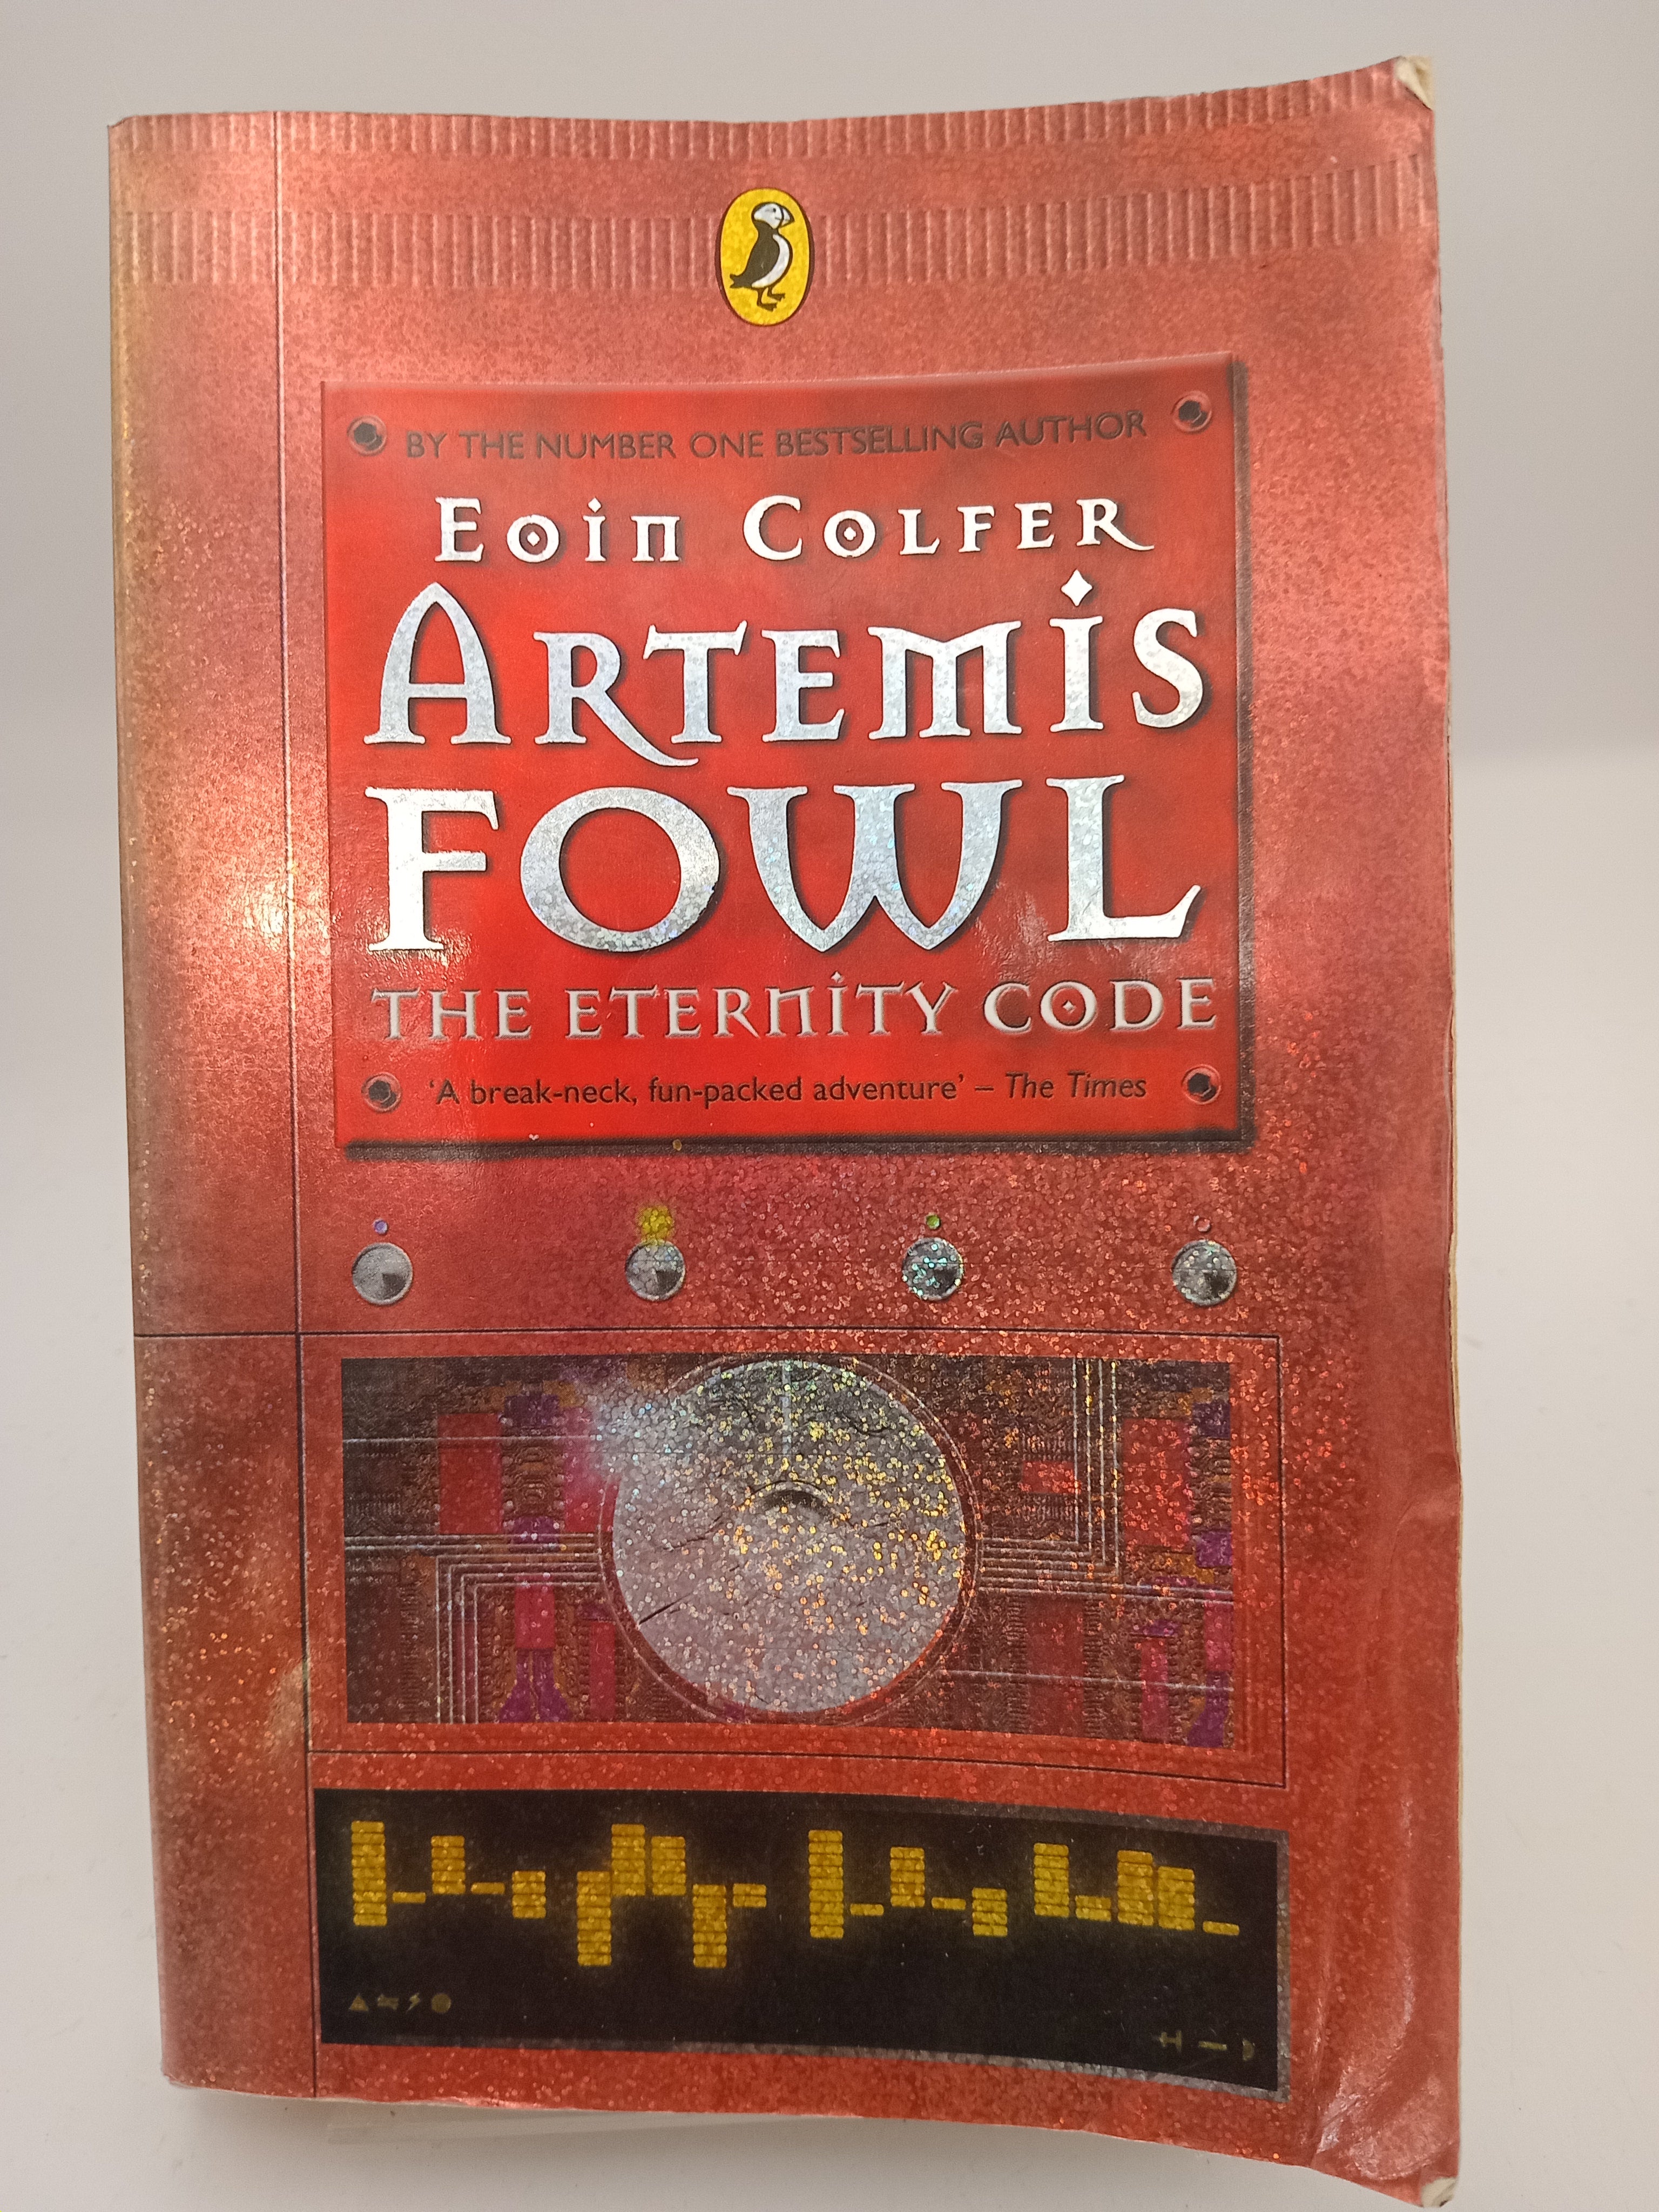 BY THE NUMBER ONE BESTSELLING AUTHOR
Eoin Colfer
ARTEMIS
FOWL
THE ETERNITY CODE
‘A break-neck, fun-packed adventure’ – The Times